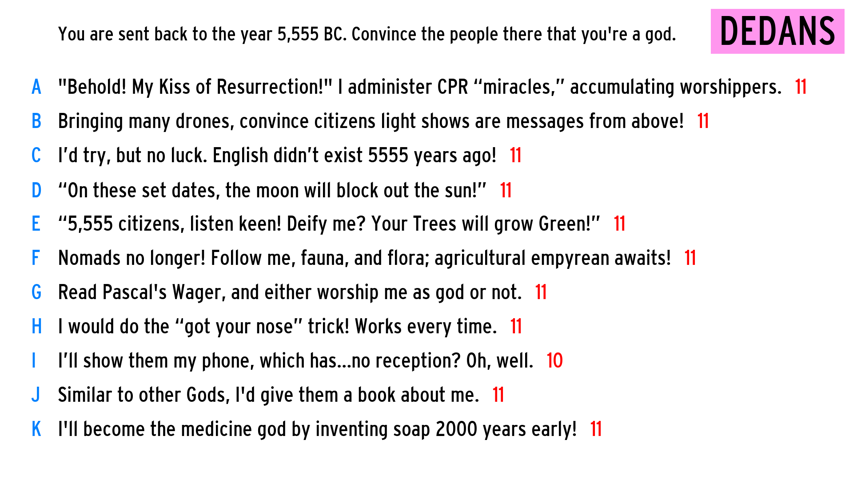 You are sent back to the year 5,555 BC. Convince the people there that you're a god.
DEDANS
A "Behold! My Kiss of Resurrection!" I administer CPR “miracles,” accumulating worshippers. 11
B Bringing many drones, convince citizens light shows are messages from above! 11
C I’d try, but no luck. English didn’t exist 5555 years ago! 11
D “On these set dates, the moon will block out the sun!” 11
E “5,555 citizens, listen keen! Deify me? Your Trees will grow Green!” 11
F Nomads no longer! Follow me, fauna, and flora; agricultural empyrean awaits! 11
G Read Pascal's Wager, and either worship me as god or not. 11
H I would do the “got your nose” trick! Works every time. 11
I I’ll show them my phone, which has...no reception? Oh, well. 10
J Similar to other Gods, I'd give them a book about me. 11
K I'll become the medicine god by inventing soap 2000 years early! 11